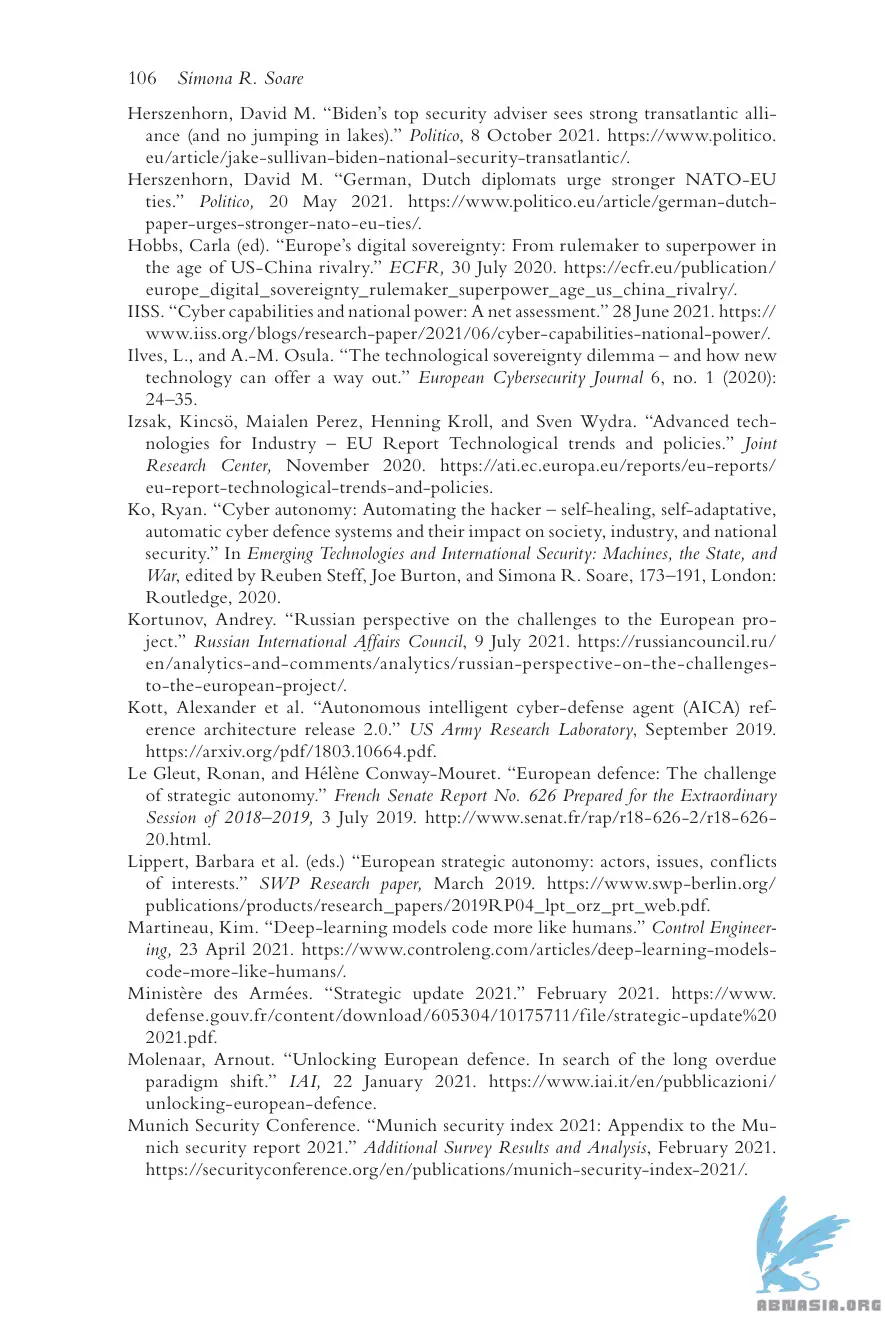 106 Simona R. Soare
Herszenhorn, David M. “Biden’s top security adviser sees strong transatlantic alli-
ance (and no jumping in lakes).” Politico, 8 October 2021. https://www.politico.
eu/article/jake-sullivan-biden-national-security-transatlantic/.
Herszenhorn, David M. “German, Dutch diplomats urge stronger NATO-EU
ties.” Politico, 20 May 2021. https://www.politico.eu/article/german-dutch-
paper-urges-stronger-nato-eu-ties/.
Hobbs, Carla (ed). “Europe’s digital sovereignty: From rulemaker to superpower in
the age of US-China rivalry.” ECFR, 30 July 2020. https://ecfr.eu/publication/
europe_digital_sovereignty_rulemaker_superpower_age_us_china_rivalry/.
IISS. “Cyber capabilities and national power: A net assessment.” 28 June 2021. https://
www.iiss.org/blogs/research-paper/2021/06/cyber-capabilities-national-power/.
Ilves, L., and A.-M. Osula. “The technological sovereignty dilemma – and how new
technology can offer a way out.” European Cybersecurity Journal 6, no. 1 (2020):
24–35.
Izsak, Kincsö, Maialen Perez, Henning Kroll, and Sven Wydra. “Advanced tech-
nologies for Industry – EU Report Technological trends and policies.” Joint
Research Center, November 2020. https://ati.ec.europa.eu/reports/eu-reports/
eu-report-technological-trends-and-policies.
Ko, Ryan. “Cyber autonomy: Automating the hacker – self-healing, self-adaptative,
automatic cyber defence systems and their impact on society, industry, and national
security.” In Emerging Technologies and International Security: Machines, the State, and
War, edited by Reuben Steff, Joe Burton, and Simona R. Soare, 173–191, London:
Routledge, 2020.
Kortunov, Andrey. “Russian perspective on the challenges to the European pro-
ject.” Russian International Affairs Council, 9 July 2021. https://russiancouncil.ru/
en/analytics-and-comments/analytics/russian-perspective-on-the-challenges-
to-the-european-project/.
Kott, Alexander et al. “Autonomous intelligent cyber-defense agent (AICA) ref-
erence architecture release 2.0.” US Army Research Laboratory, September 2019.
https://arxiv.org/pdf/1803.10664.pdf.
Le Gleut, Ronan, and Hélène Conway-Mouret. “European defence: The challenge
of strategic autonomy.” French Senate Report No. 626 Prepared for the Extraordinary
Session of 2018–2019, 3 July 2019. http://www.senat.fr/rap/r18-626-2/r18-626-
20.html.
Lippert, Barbara et al. (eds.) “European strategic autonomy: actors, issues, conflicts
of interests.” SWP Research paper, March 2019. https://www.swp-berlin.org/
publications/products/research_papers/2019RP04_lpt_orz_prt_web.pdf.
Martineau, Kim. “Deep-learning models code more like humans.” Control Engineer-
ing, 23 April 2021. https://www.controleng.com/articles/deep-learning-models-
code-more-like-humans/.
Ministère des Armées. “Strategic update 2021.” February 2021. https://www.
defense.gouv.fr/content/download/605304/10175711/file/strategic-update%20
2021.pdf.
Molenaar, Arnout. “Unlocking European defence. In search of the long overdue
paradigm shift.” IAI, 22 January 2021. https://www.iai.it/en/pubblicazioni/
unlocking-european-defence.
Munich Security Conference. “Munich security index 2021: Appendix to the Mu-
nich security report 2021.” Additional Survey Results and Analysis, February 2021.
https://securityconference.org/en/publications/munich-security-index-2021/.
ABNASIA.ORG